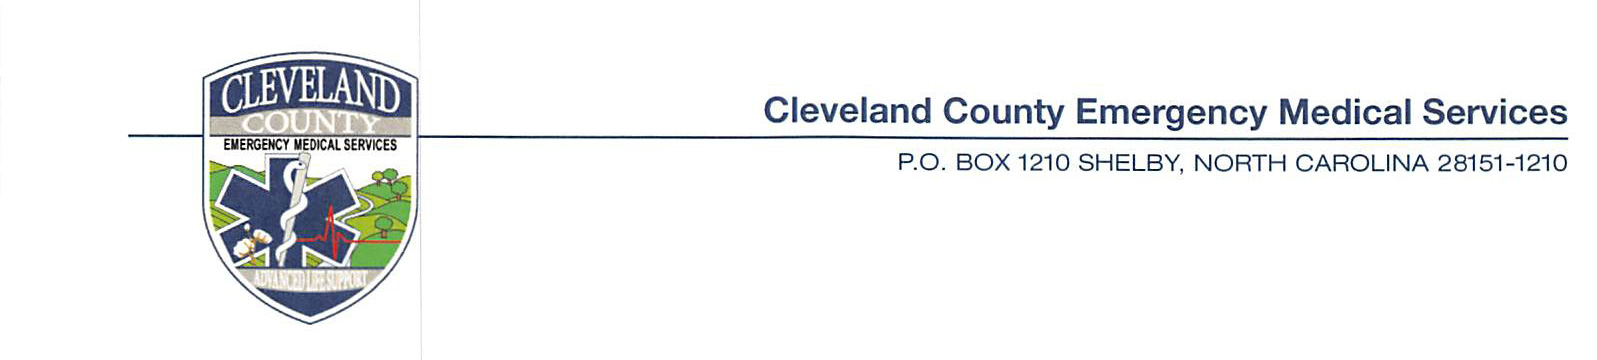 CLEVELAND
COUNTY
EMERGENCY MEDICAL SERVICES
ADVANCED LIFE SUPPORT
Cleveland County Emergency Medical Services
P.O. BOX 1210 SHELBY, NORTH CAROLINA 28151-1210